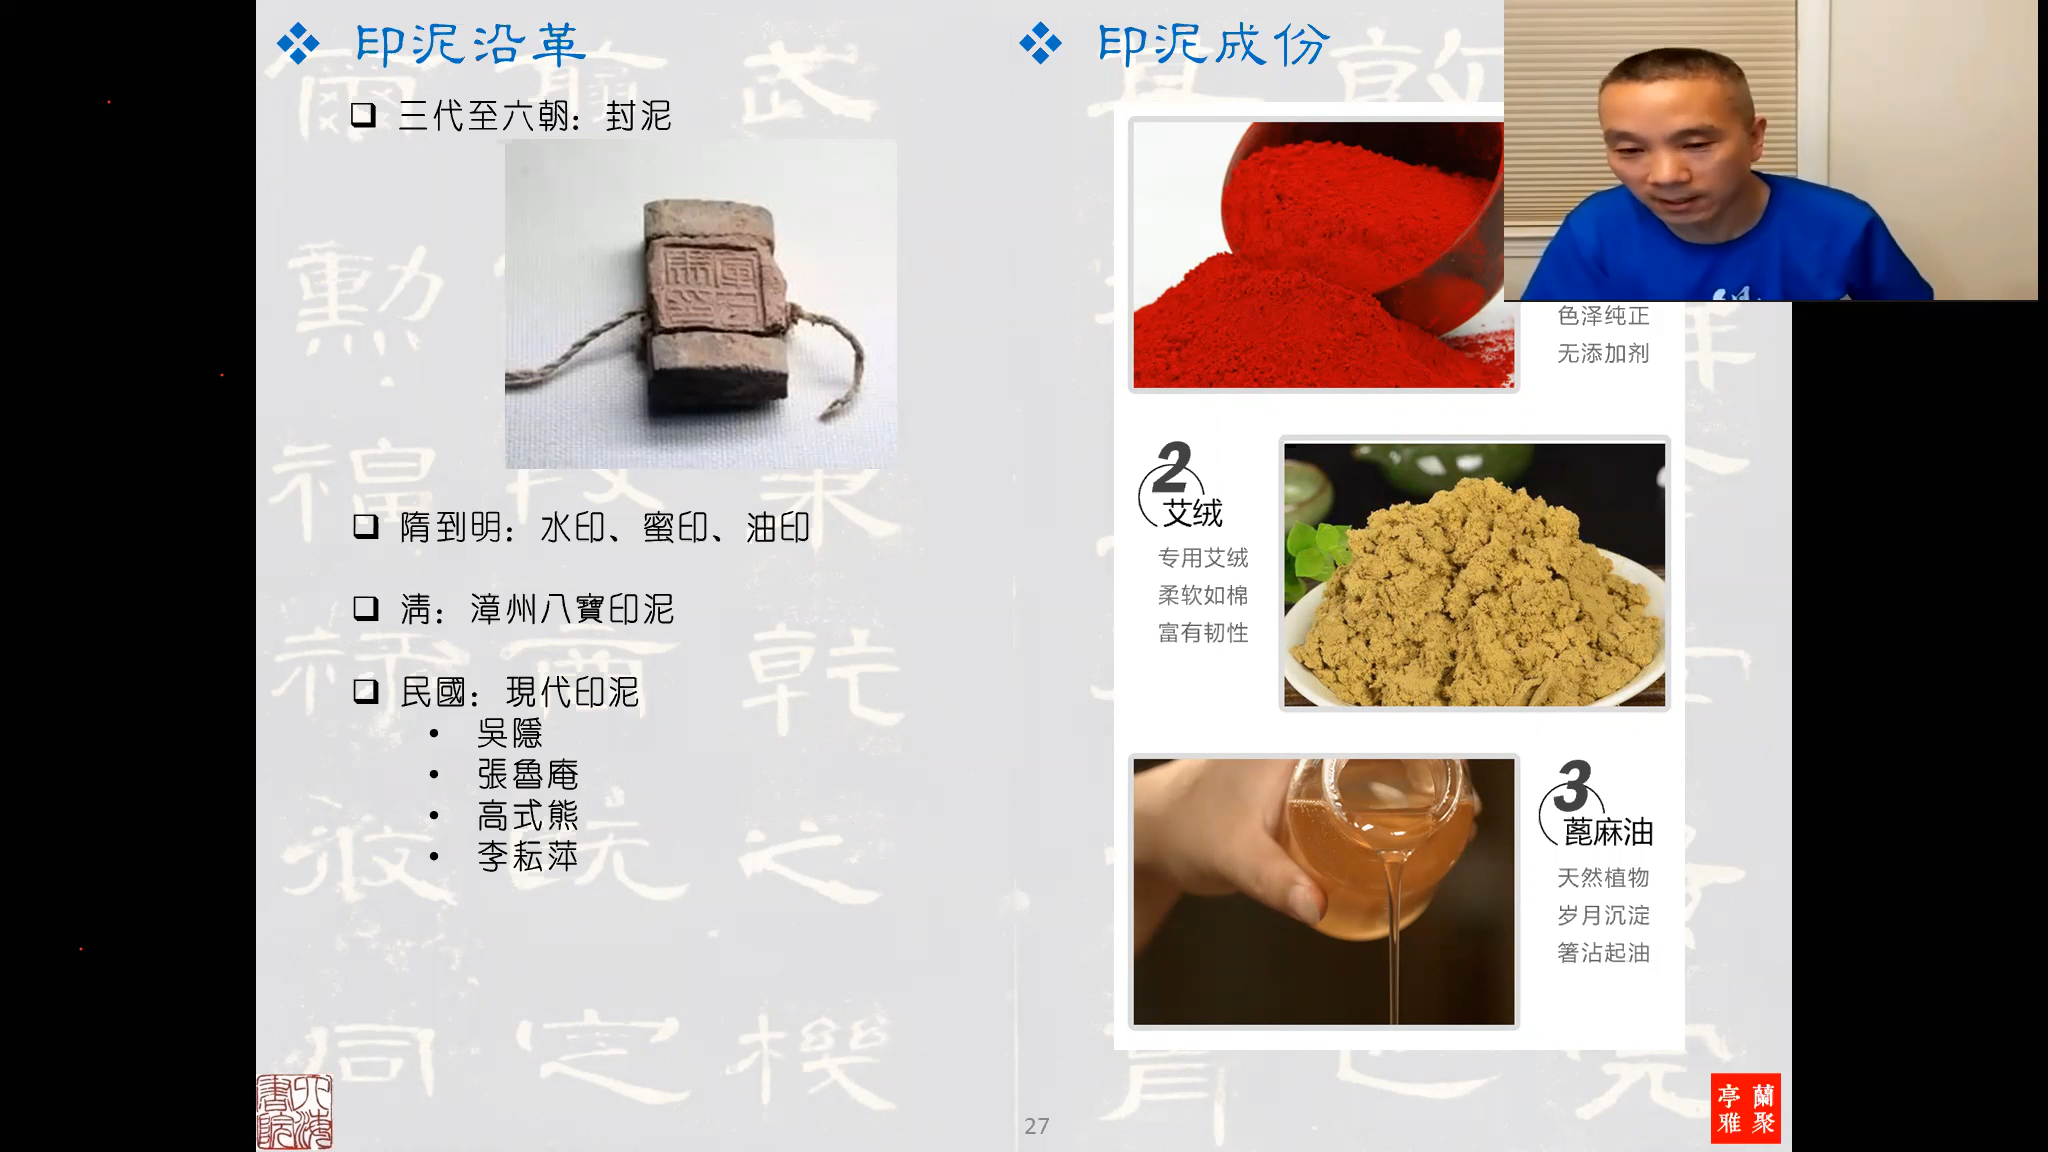 印泥沿革
三代至六朝：封泥
隋到明：水印、蜜印、油印
清：漳州八寶印泥
民國：現代印泥
• 吳隱
• 張魯庵
• 高式熊
• 李耘萍
印泥成份
色泽纯正
无添加剂
2
艾绒
专用艾绒
柔软如棉
富有韧性
3
蓖麻油
天然植物
岁月沉淀
箸沾起油
27
蘭聚
亭雅